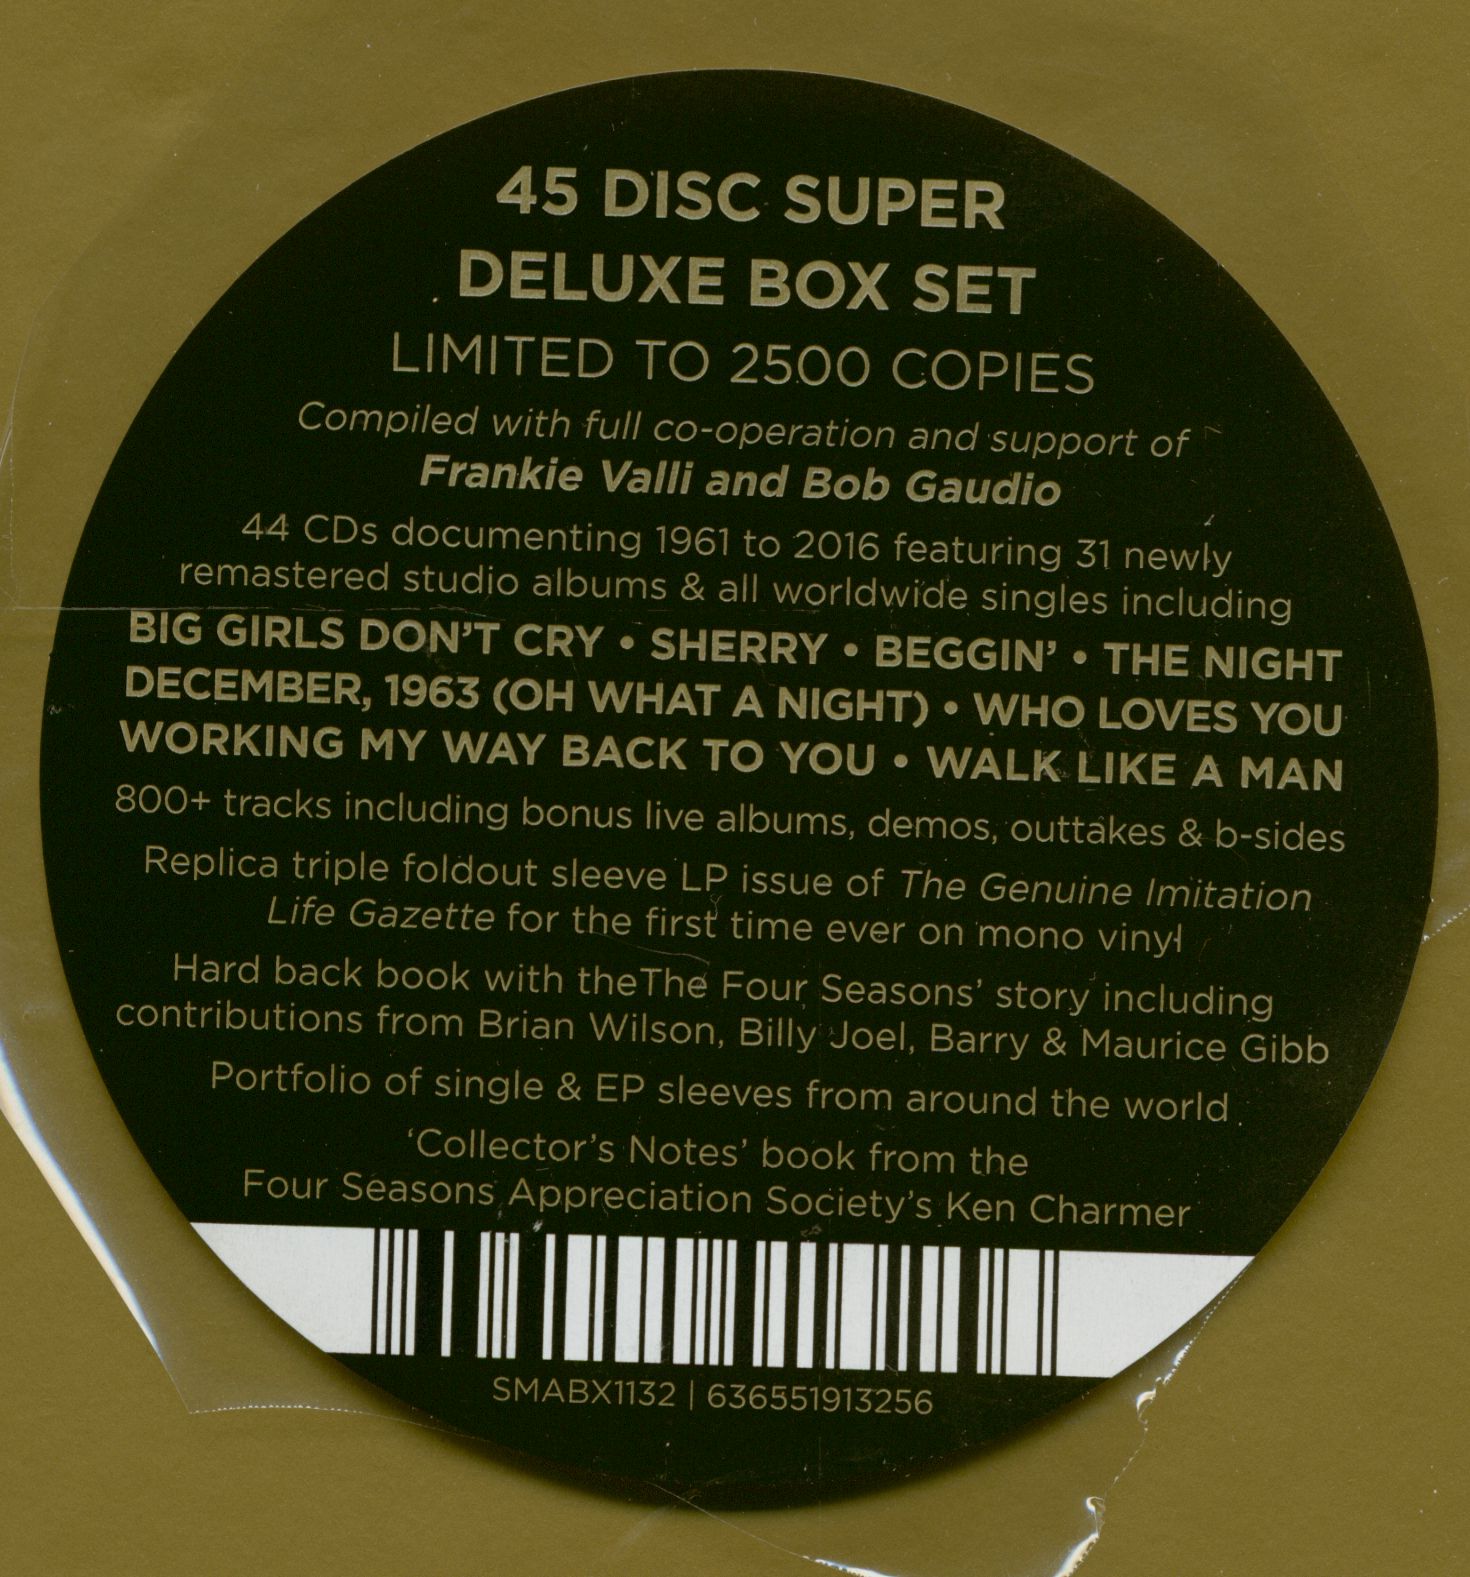 45 DISC SUPER
DELUXE BOX SET
LIMITED TO 2500 COPIES
Compiled with full co-operation and support of
Frankie Valli and Bob Gaudio
44 CDs documenting 1961 to 2016 featuring 31 newly
remastered studio albums & all worldwide singles including
BIG GIRLS DON'T CRY • SHERRY • BEGGIN' • THE NIGHT
DECEMBER, 1963 (OH WHAT A NIGHT) • WHO LOVES YOU
WORKING MY WAY BACK TO YOU • WALK LIKE A MAN
800+ tracks including bonus live albums, demos, outtakes & b-sides
Replica triple foldout sleeve LP issue of The Genuine Imitation
Life Gazette for the first time ever on mono vinyl
Hard back book with theThe Four Seasons' story including
contributions from Brian Wilson, Billy Joel, Barry & Maurice Gibb
Portfolio of single & EP sleeves from around the world
'Collector's Notes' book from the
Four Seasons Appreciation Society's Ken Charmer
SMABX1132 | 636551913256